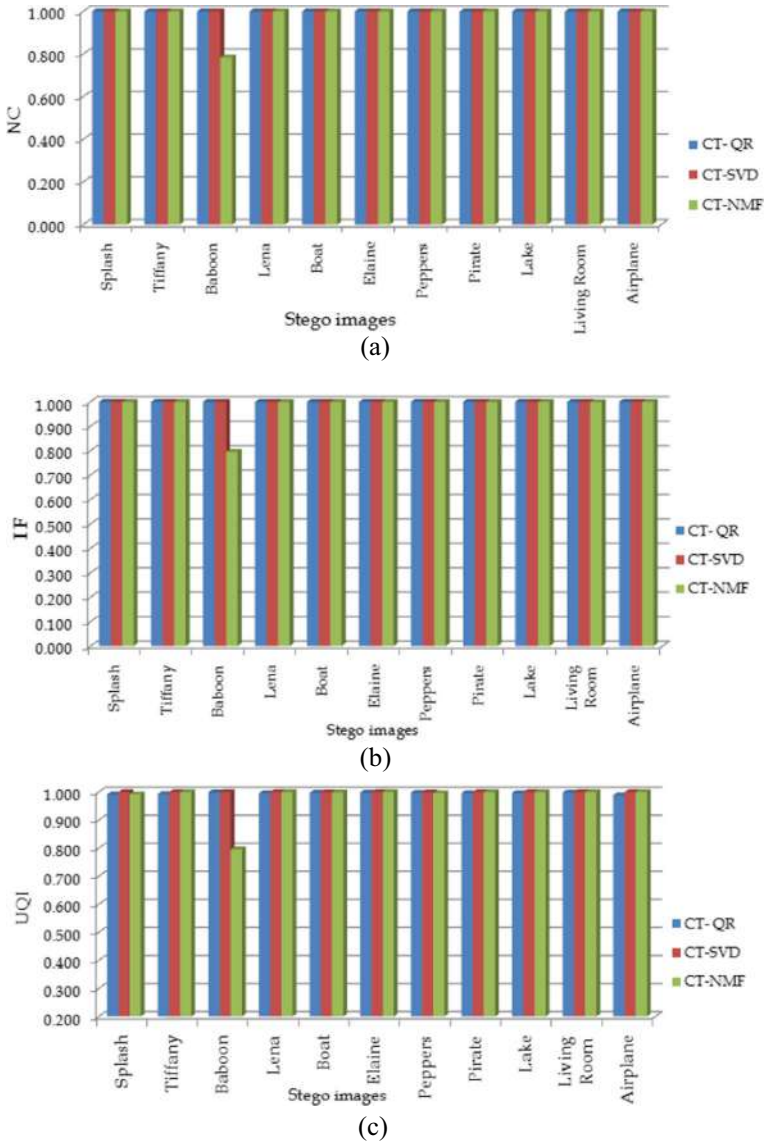 1.000
0.800
0.600
0.400
0.200
0.000
NC
Splash
Tiffany
Baboon
Lena
Boat
Elaine
Peppers
Pirate
Lake
Living Room
Airplane
Stego images
CT- QR
CT-SVD
CT-NMF
(a)
1.000
0.900
0.800
0.700
0.600
0.500
0.400
0.300
0.200
0.100
0.000
IF
Splash
Tiffany
Baboon
Lena
Boat
Elaine
Peppers
Pirate
Lake
Living
Room
Airplane
Stego images
CT- QR
CT-SVD
CT-NMF
(b)
1.000
0.900
0.800
0.700
0.600
0.500
0.400
0.300
0.200
UQI
Splash
Tiffany
Baboon
Lena
Boat
Elaine
Peppers
Pirate
Lake
Living
Room
Airplane
Stego images
CT- QR
CT-SVD
CT-NMF
(c)